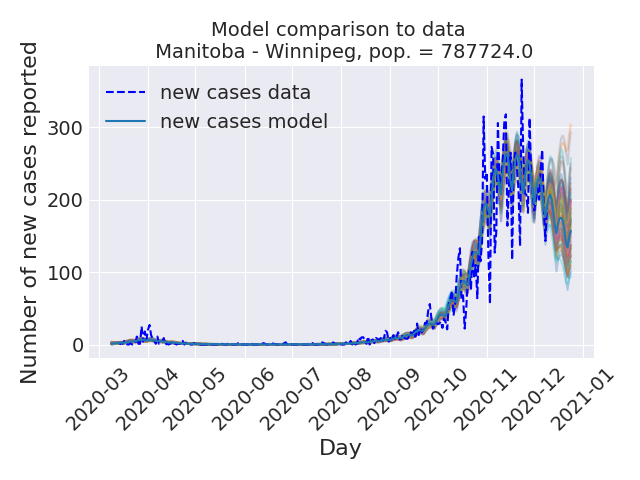 Model comparison to data
Manitoba - Winnipeg, pop. = 787724.0
new cases data
new cases model
Number of new cases reported
300
200
100
0
2020-03
2020-04
2020-05
2020-06
2020-07
2020-08
2020-09
2020-10
2020-11
2020-12
2021-01
Day